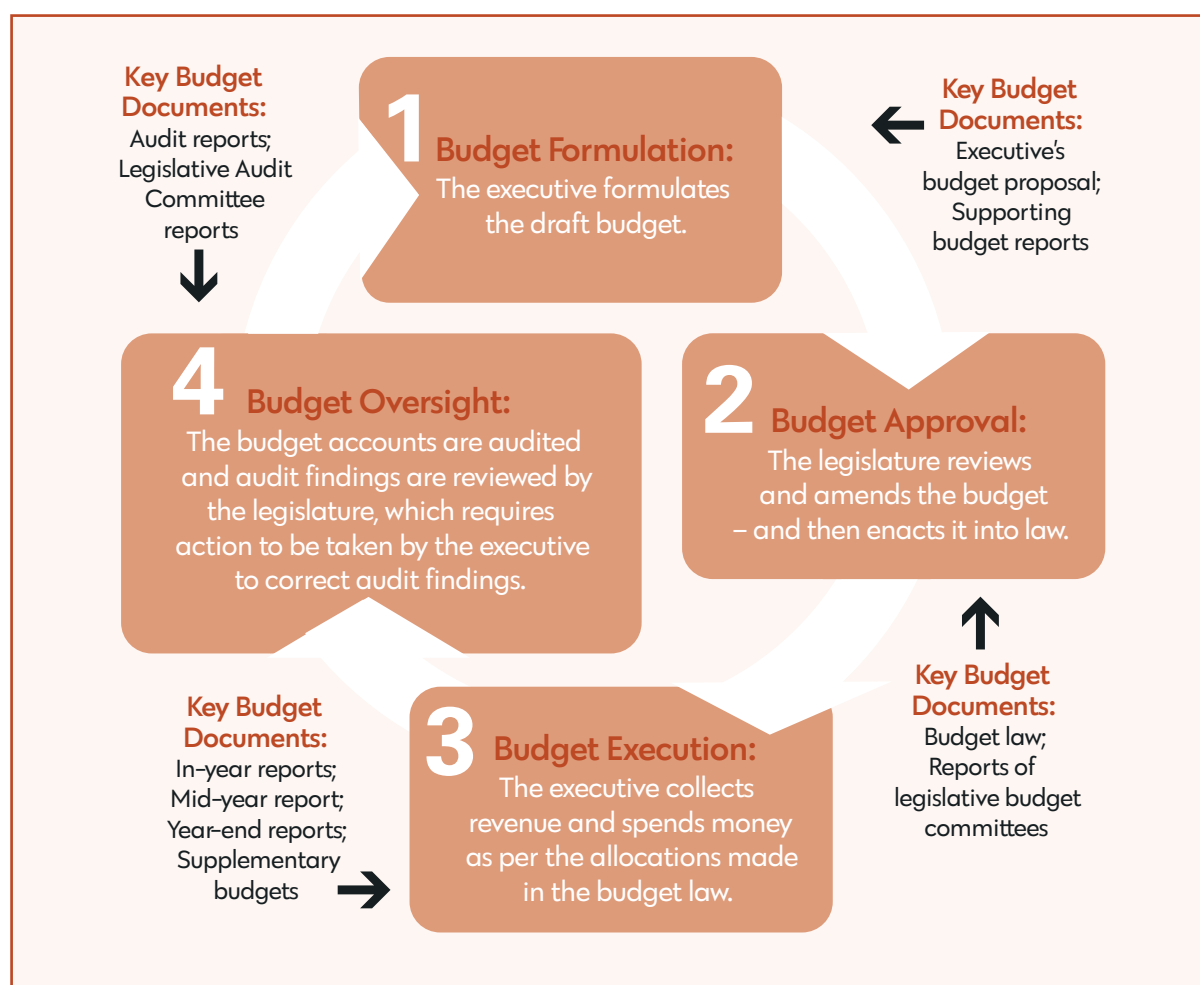 1
Budget Formulation:
The executive formulates
the draft budget.
Key Budget
Documents:
Executive's
budget proposal;
Supporting
budget reports
2
Budget Approval:
The legislature reviews
and amends the budget
– and then enacts it into law.
Key Budget
Documents:
Budget law;
Reports of
legislative budget
committees
3
Budget Execution:
The executive collects
revenue and spends money
as per the allocations made
in the budget law.
Key Budget
Documents:
In-year reports;
Mid-year report;
Year-end reports;
Supplementary
budgets
4
Budget Oversight:
The budget accounts are audited
and audit findings are reviewed by
the legislature, which requires
action to be taken by the executive
to correct audit findings.
Key Budget
Documents:
Audit reports;
Legislative Audit
Committee
reports